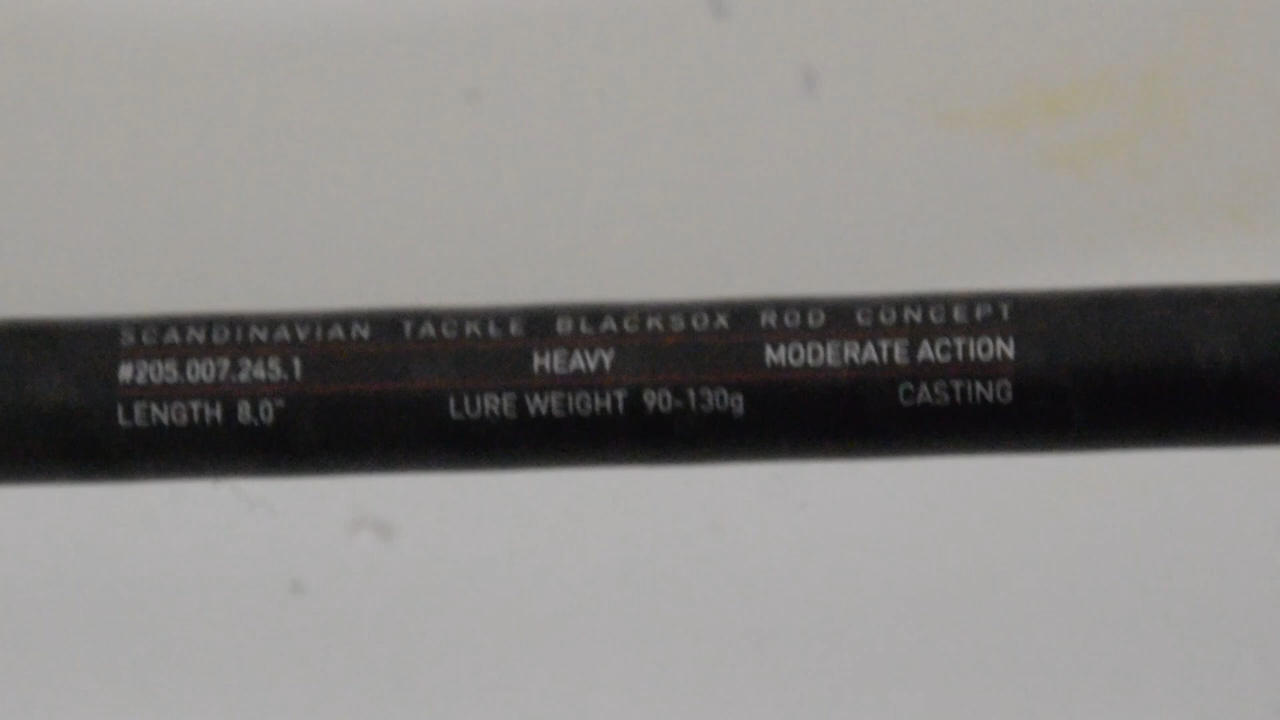 SCANDINAVIAN TACKLE BLACKSOX ROD CONCEPT
#205.007.245.1 HEAVY MODERATE ACTION
LENGTH 8,0" LURE WEIGHT 90-130g CASTING